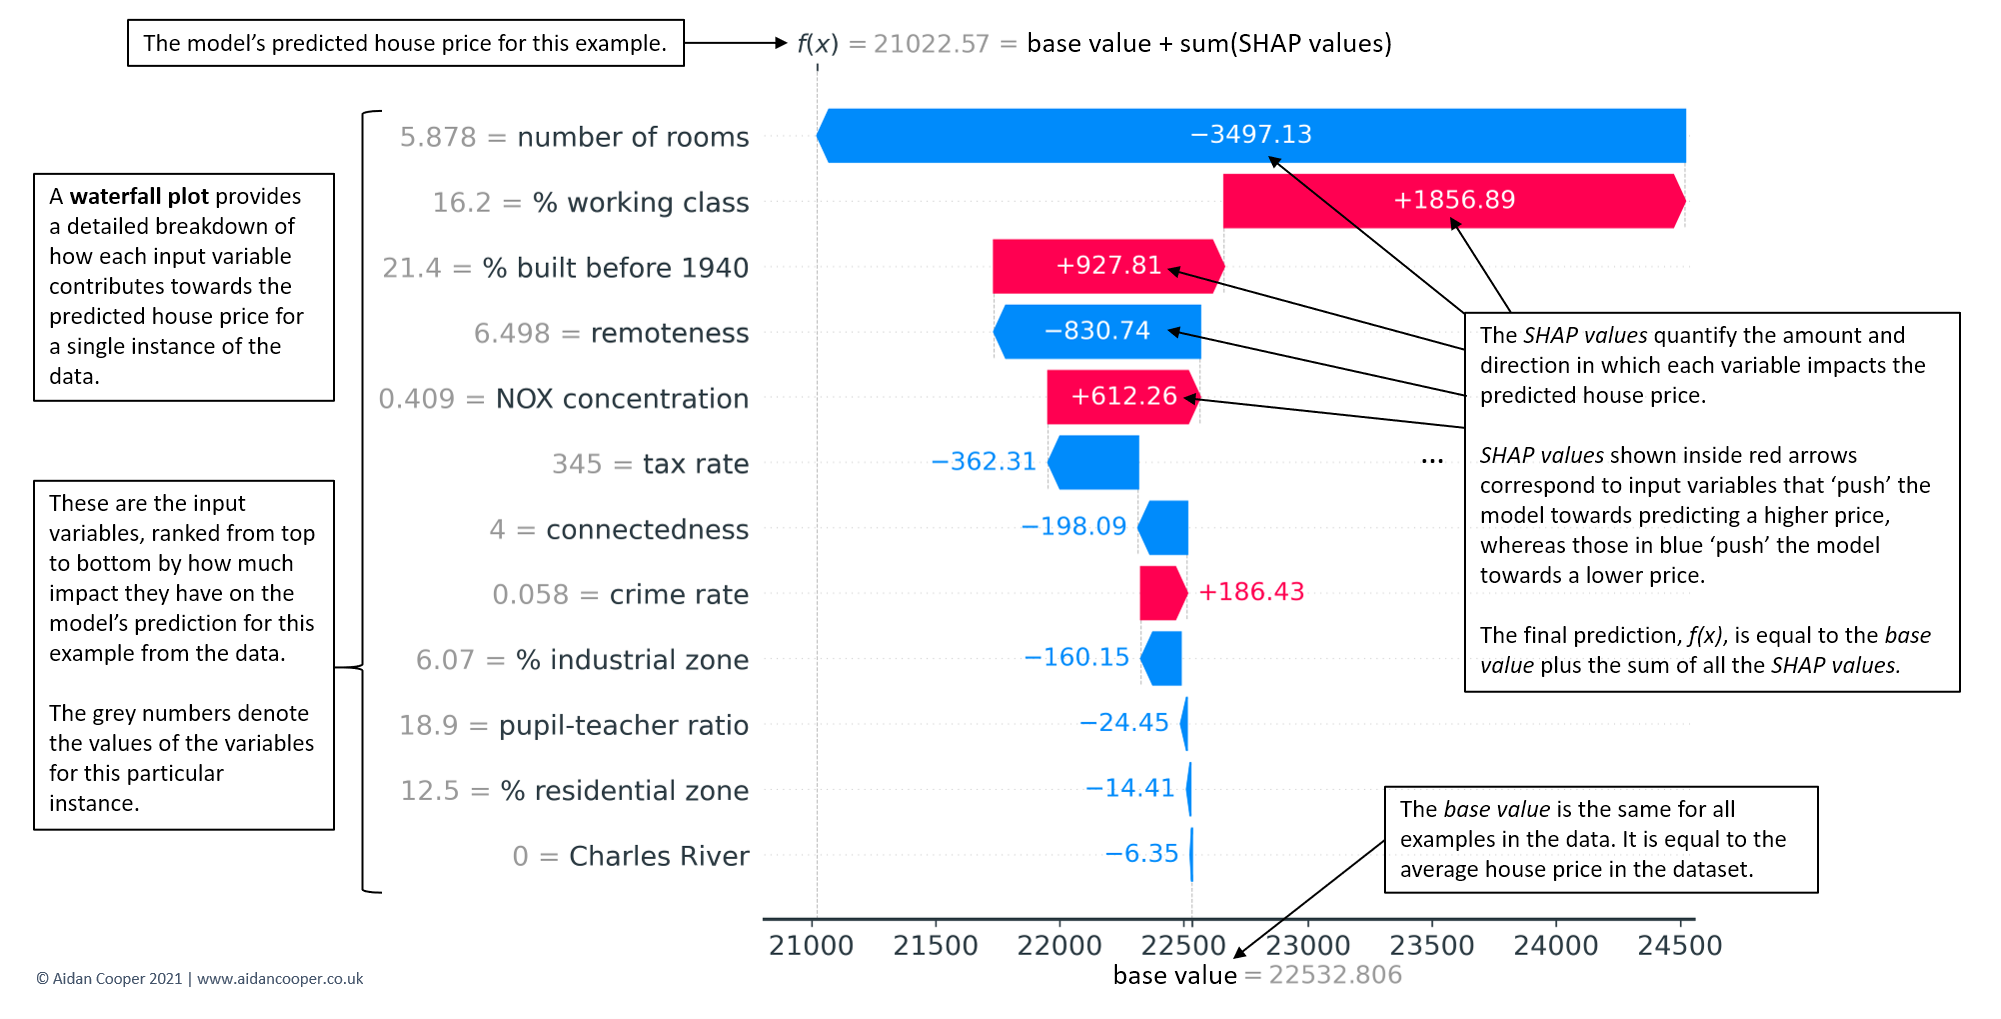 The model’s predicted house price for this example.
f(x) = 21022.57 = base value + sum(SHAP values)
A waterfall plot provides
a detailed breakdown of
how each input variable
contributes towards the
predicted house price for
a single instance of the
data.
These are the input
variables, ranked from top
to bottom by how much
impact they have on the
model’s prediction for this
example from the data.
The grey numbers denote
the values of the variables
for this particular
instance.
5.878 = number of rooms
−3497.13
16.2 = % working class
+1856.89
21.4 = % built before 1940
+927.81
6.498 = remoteness
−830.74
0.409 = NOX concentration
+612.26
345 = tax rate
−362.31
...
4 = connectedness
−198.09
0.058 = crime rate
+186.43
6.07 = % industrial zone
−160.15
18.9 = pupil-teacher ratio
−24.45
12.5 = % residential zone
−14.41
0 = Charles River
−6.35
The SHAP values quantify the amount and
direction in which each variable impacts the
predicted house price.
SHAP values shown inside red arrows
correspond to input variables that ‘push’ the
model towards predicting a higher price,
whereas those in blue ‘push’ the model
towards a lower price.
The final prediction, f(x), is equal to the base
value plus the sum of all the SHAP values.
The base value is the same for all
examples in the data. It is equal to the
average house price in the dataset.
21000 21500 22000 22500 23000 23500 24000 24500
base value = 22532.806
© Aidan Cooper 2021 | www.aidancooper.co.uk